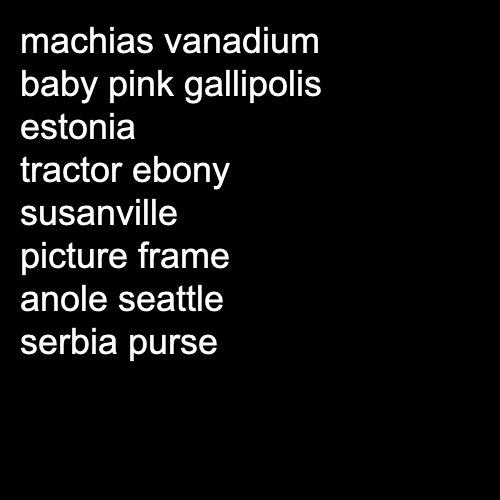 machias vanadium
baby pink gallipolis
estonia
tractor ebony
susanville
picture frame
anole seattle
serbia purse